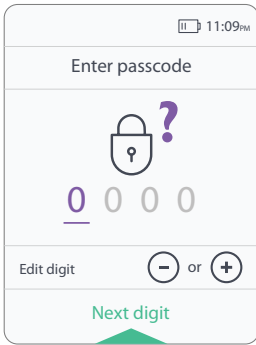 11:09PM
Enter passcode
?
0 0 0 0
Edit digit − or +
Next digit